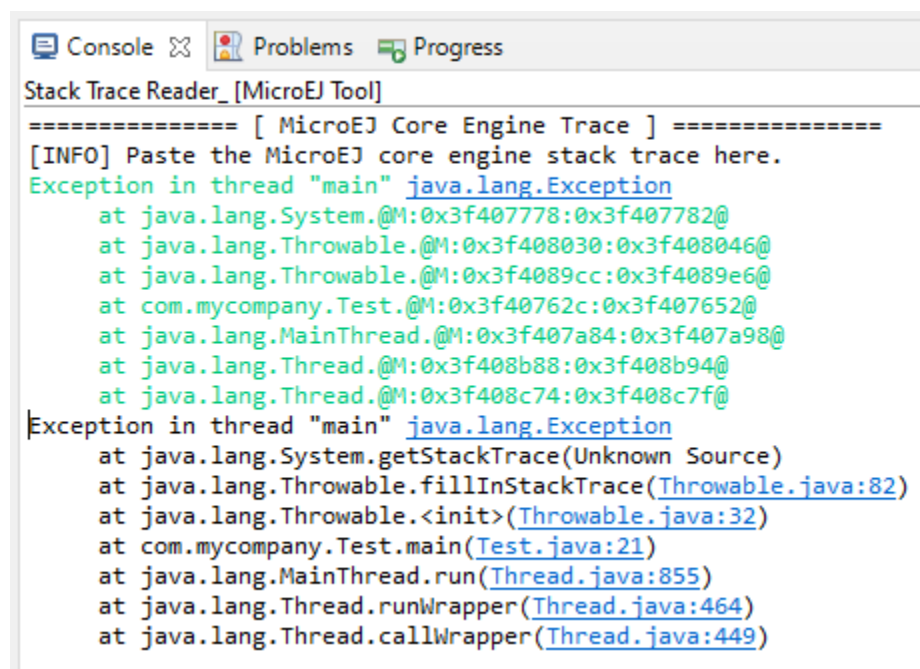 Console Problems Progress
Stack Trace Reader_ [MicroEJ Tool]
=============== [ MicroEJ Core Engine Trace ] ===============
[INFO] Paste the MicroEJ core engine stack trace here.
Exception in thread "main" java.lang.Exception
     at java.lang.System.@M:0x3f407778:0x3f407782@
     at java.lang.Throwable.@M:0x3f408030:0x3f408046@
     at java.lang.Throwable.@M:0x3f4089cc:0x3f4089e6@
     at com.mycompany.Test.@M:0x3f40762c:0x3f407652@
     at java.lang.MainThread.@M:0x3f407a84:0x3f407a98@
     at java.lang.Thread.@M:0x3f408b88:0x3f408b94@
     at java.lang.Thread.@M:0x3f408c74:0x3f408c7f@
Exception in thread "main" java.lang.Exception
     at java.lang.System.getStackTrace(Unknown Source)
     at java.lang.Throwable.fillInStackTrace(Throwable.java:82)
     at java.lang.Throwable.<init>(Throwable.java:32)
     at com.mycompany.Test.main(Test.java:21)
     at java.lang.MainThread.run(Thread.java:855)
     at java.lang.Thread.runWrapper(Thread.java:464)
     at java.lang.Thread.callWrapper(Thread.java:449)